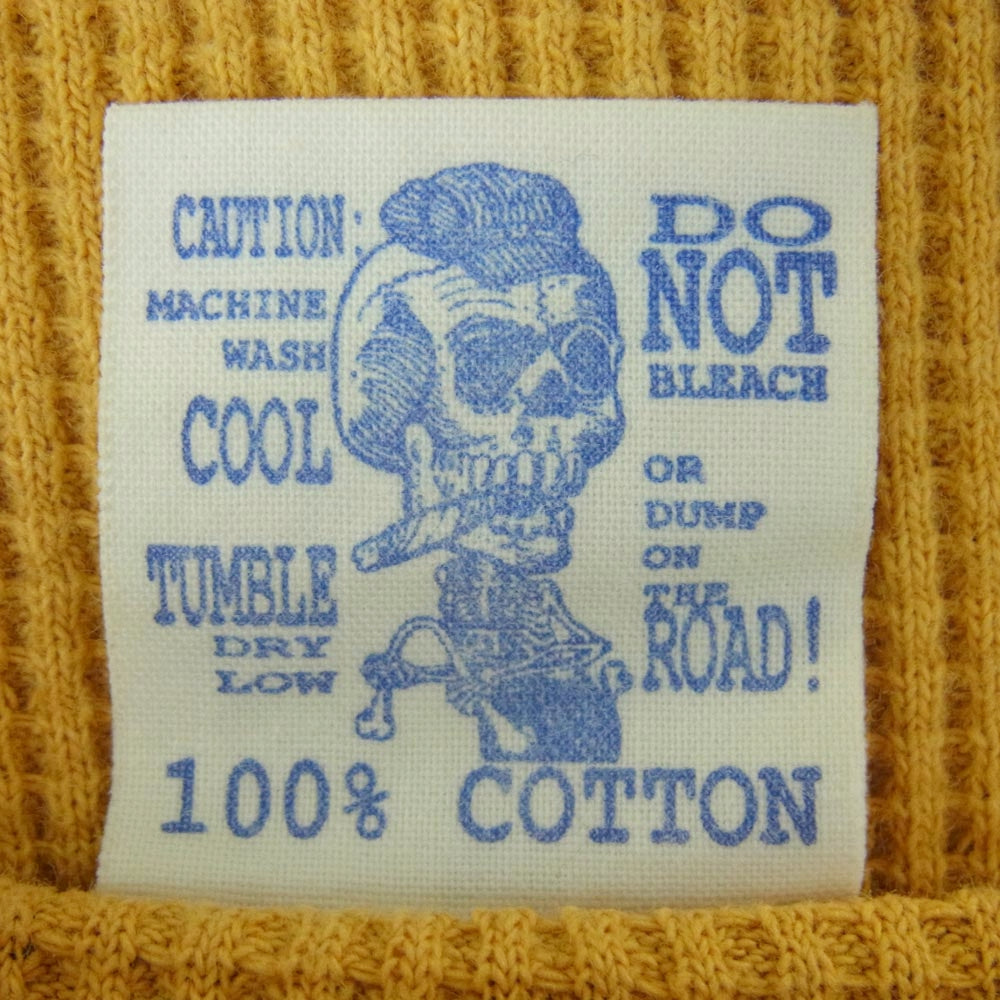 CAUTION:
MACHINE
WASH
COOL
TUMBLE
DRY
LOW
DO
NOT
BLEACH
OR
DUMP
ON
THE
ROAD!
100% COTTON